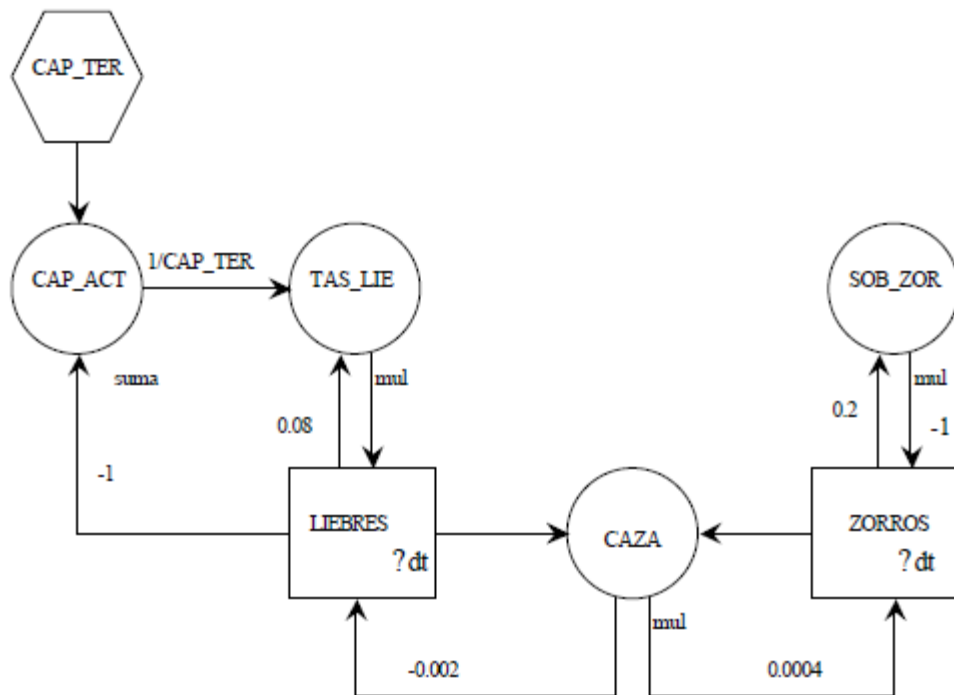 CAP_TER
CAP_ACT
1/CAP_TER
TAS_LIE
SOB_ZOR
suma
mul
mul
0.08
0.2
-1
-1
LIEBRES
?dt
CAZA
ZORROS
?dt
mul
-0.002
0.0004